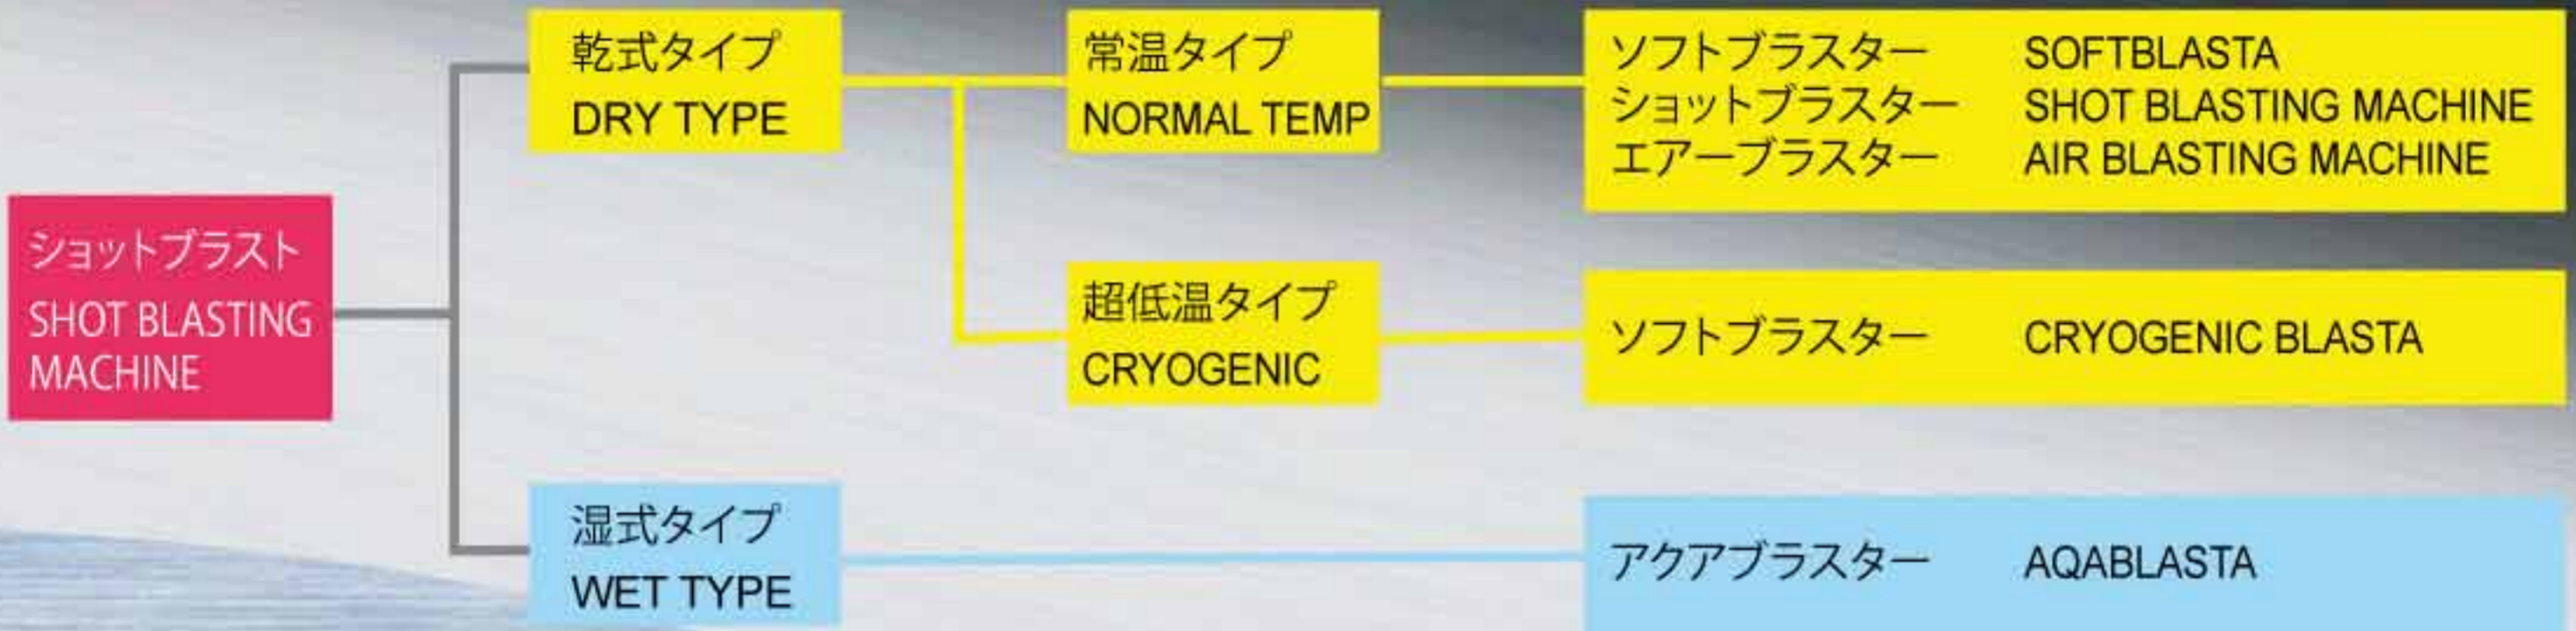 ショットブラスト
SHOT BLASTING
MACHINE
乾式タイプ
DRY TYPE
常温タイプ
NORMAL TEMP
ソフトブラスター SOFTBLASTA
ショットブラスター SHOT BLASTING MACHINE
エアーブラスター AIR BLASTING MACHINE
超低温タイプ
CRYOGENIC
ソフトブラスター CRYOGENIC BLASTA
湿式タイプ
WET TYPE
アクアブラスター AQABLASTA